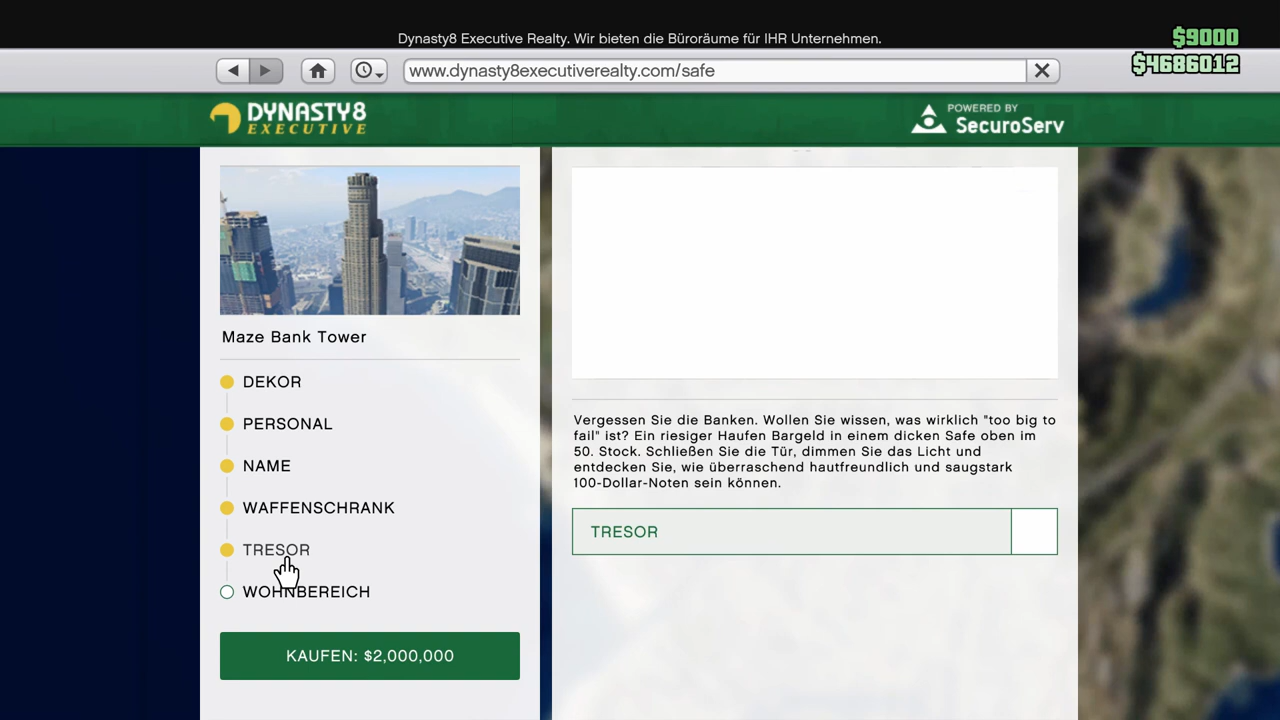 Dynasty8 Executive Realty. Wir bieten die Büroräume für IHR Unternehmen.
$9000
$4686012
www.dynasty8executiverealty.com/safe
DYNASTY8
EXECUTIVE
POWERED BY
SecuroServ
Maze Bank Tower
DEKOR
PERSONAL
NAME
WAFFENSCHRANK
TRESOR
WOHNBEREICH
KAUFEN: $2,000,000
Vergessen Sie die Banken. Wollen Sie wissen, was wirklich "too big to
fail" ist? Ein riesiger Haufen Bargeld in einem dicken Safe oben im
50. Stock. Schließen Sie die Tür, dimmen Sie das Licht und
entdecken Sie, wie überraschend hautfreundlich und saugstark
100-Dollar-Noten sein können.
TRESOR